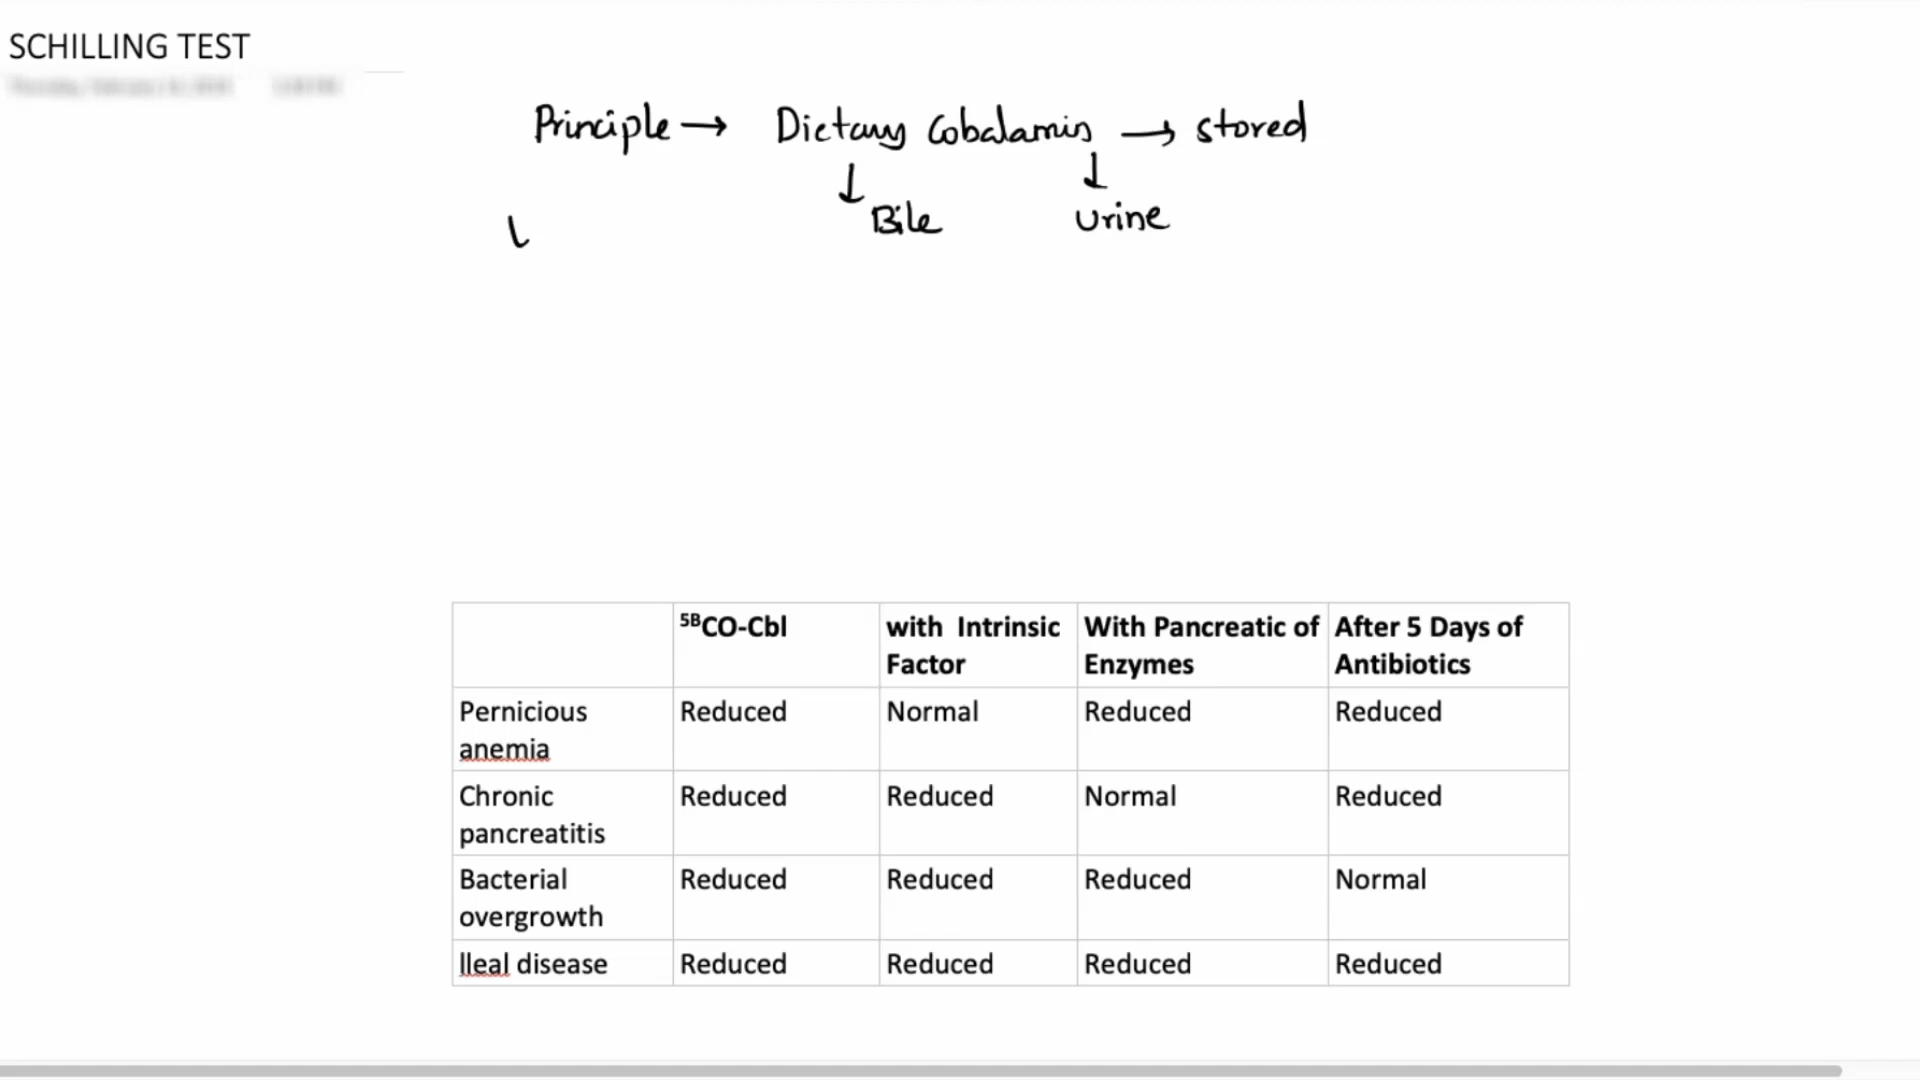 SCHILLING TEST
Principle → Dietary Cobalamin → stored
↓ ↓
Bile Urine
5BCO-Cbl with Intrinsic Factor With Pancreatic of Enzymes After 5 Days of Antibiotics
Pernicious anemia Reduced Normal Reduced Reduced
Chronic pancreatitis Reduced Reduced Normal Reduced
Bacterial overgrowth Reduced Reduced Reduced Normal
Ileal disease Reduced Reduced Reduced Reduced